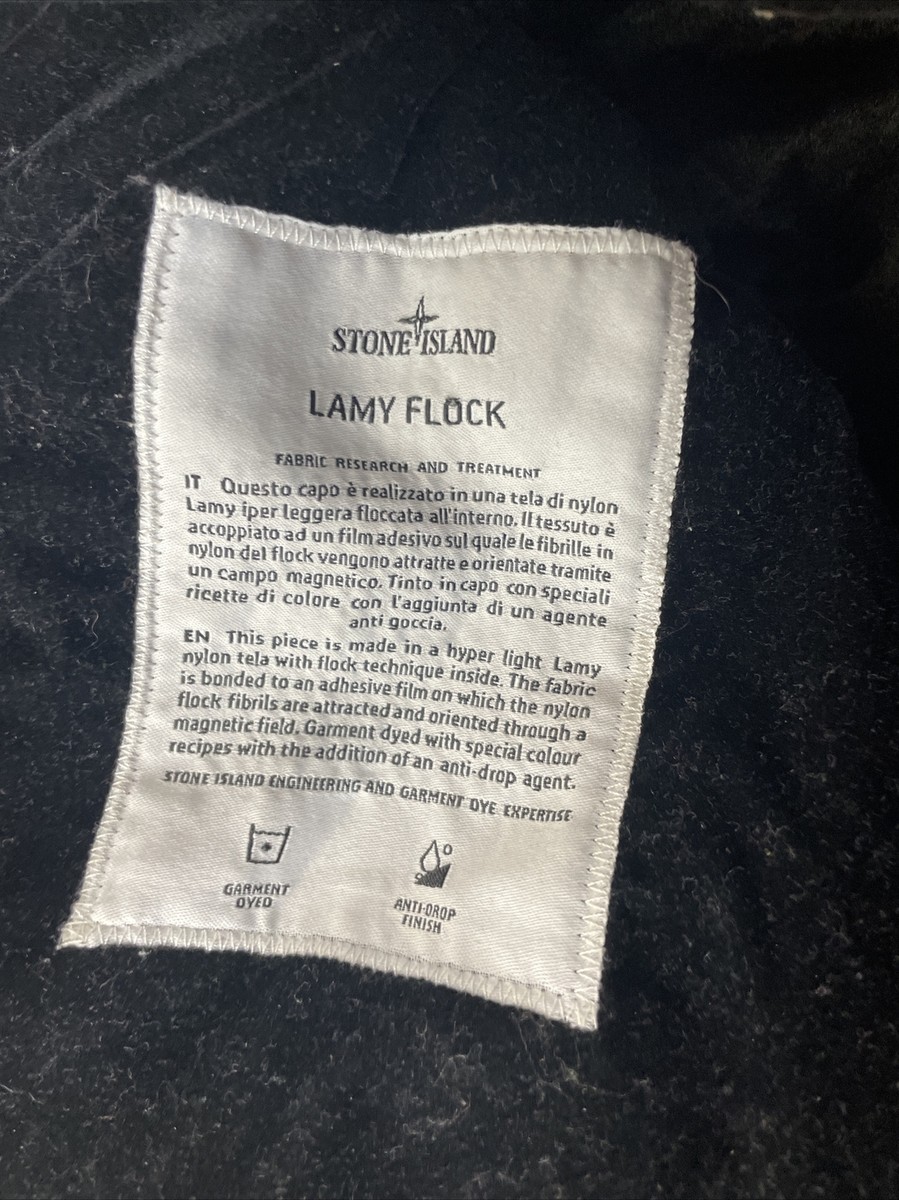 STONE ISLAND
LAMY FLOCK
FABRIC RESEARCH AND TREATMENT
IT Questo capo è realizzato in una tela di nylon
Lamy iper leggera floccata all'interno. Il tessuto è
accoppiato ad un film adesivo sul quale le fibrille in
nylon del flock vengono attratte e orientate tramite
un campo magnetico. Tinto in capo con speciali
ricette di colore con l'aggiunta di un agente
anti goccia.
EN This piece is made in a hyper light Lamy
nylon tela with flock technique inside. The fabric
is bonded to an adhesive film on which the nylon
flock fibrils are attracted and oriented through a
magnetic field. Garment dyed with special colour
recipes with the addition of an anti-drop agent.
STONE ISLAND ENGINEERING AND GARMENT DYE EXPERTISE
GARMENT
DYED
ANTI-DROP
FINISH